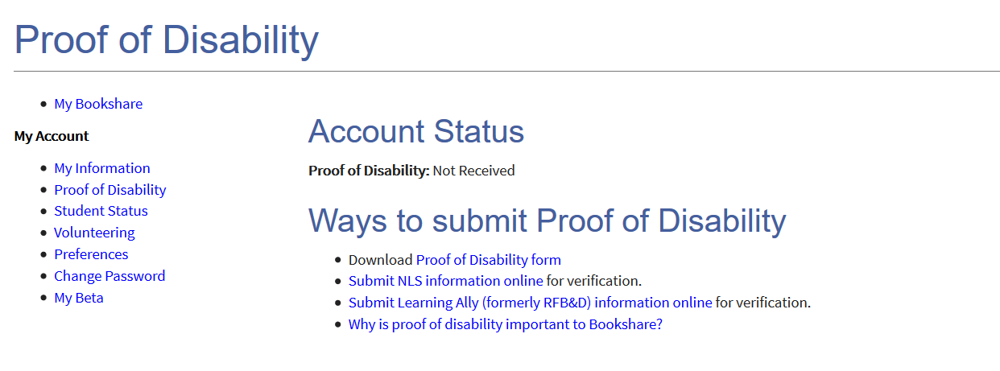 Proof of Disability
My Bookshare
My Account
My Information
Proof of Disability
Student Status
Volunteering
Preferences
Change Password
My Beta
Account Status
Proof of Disability: Not Received
Ways to submit Proof of Disability
Download Proof of Disability form
Submit NLS information online for verification.
Submit Learning Ally (formerly RFB&D) information online for verification.
Why is proof of disability important to Bookshare?